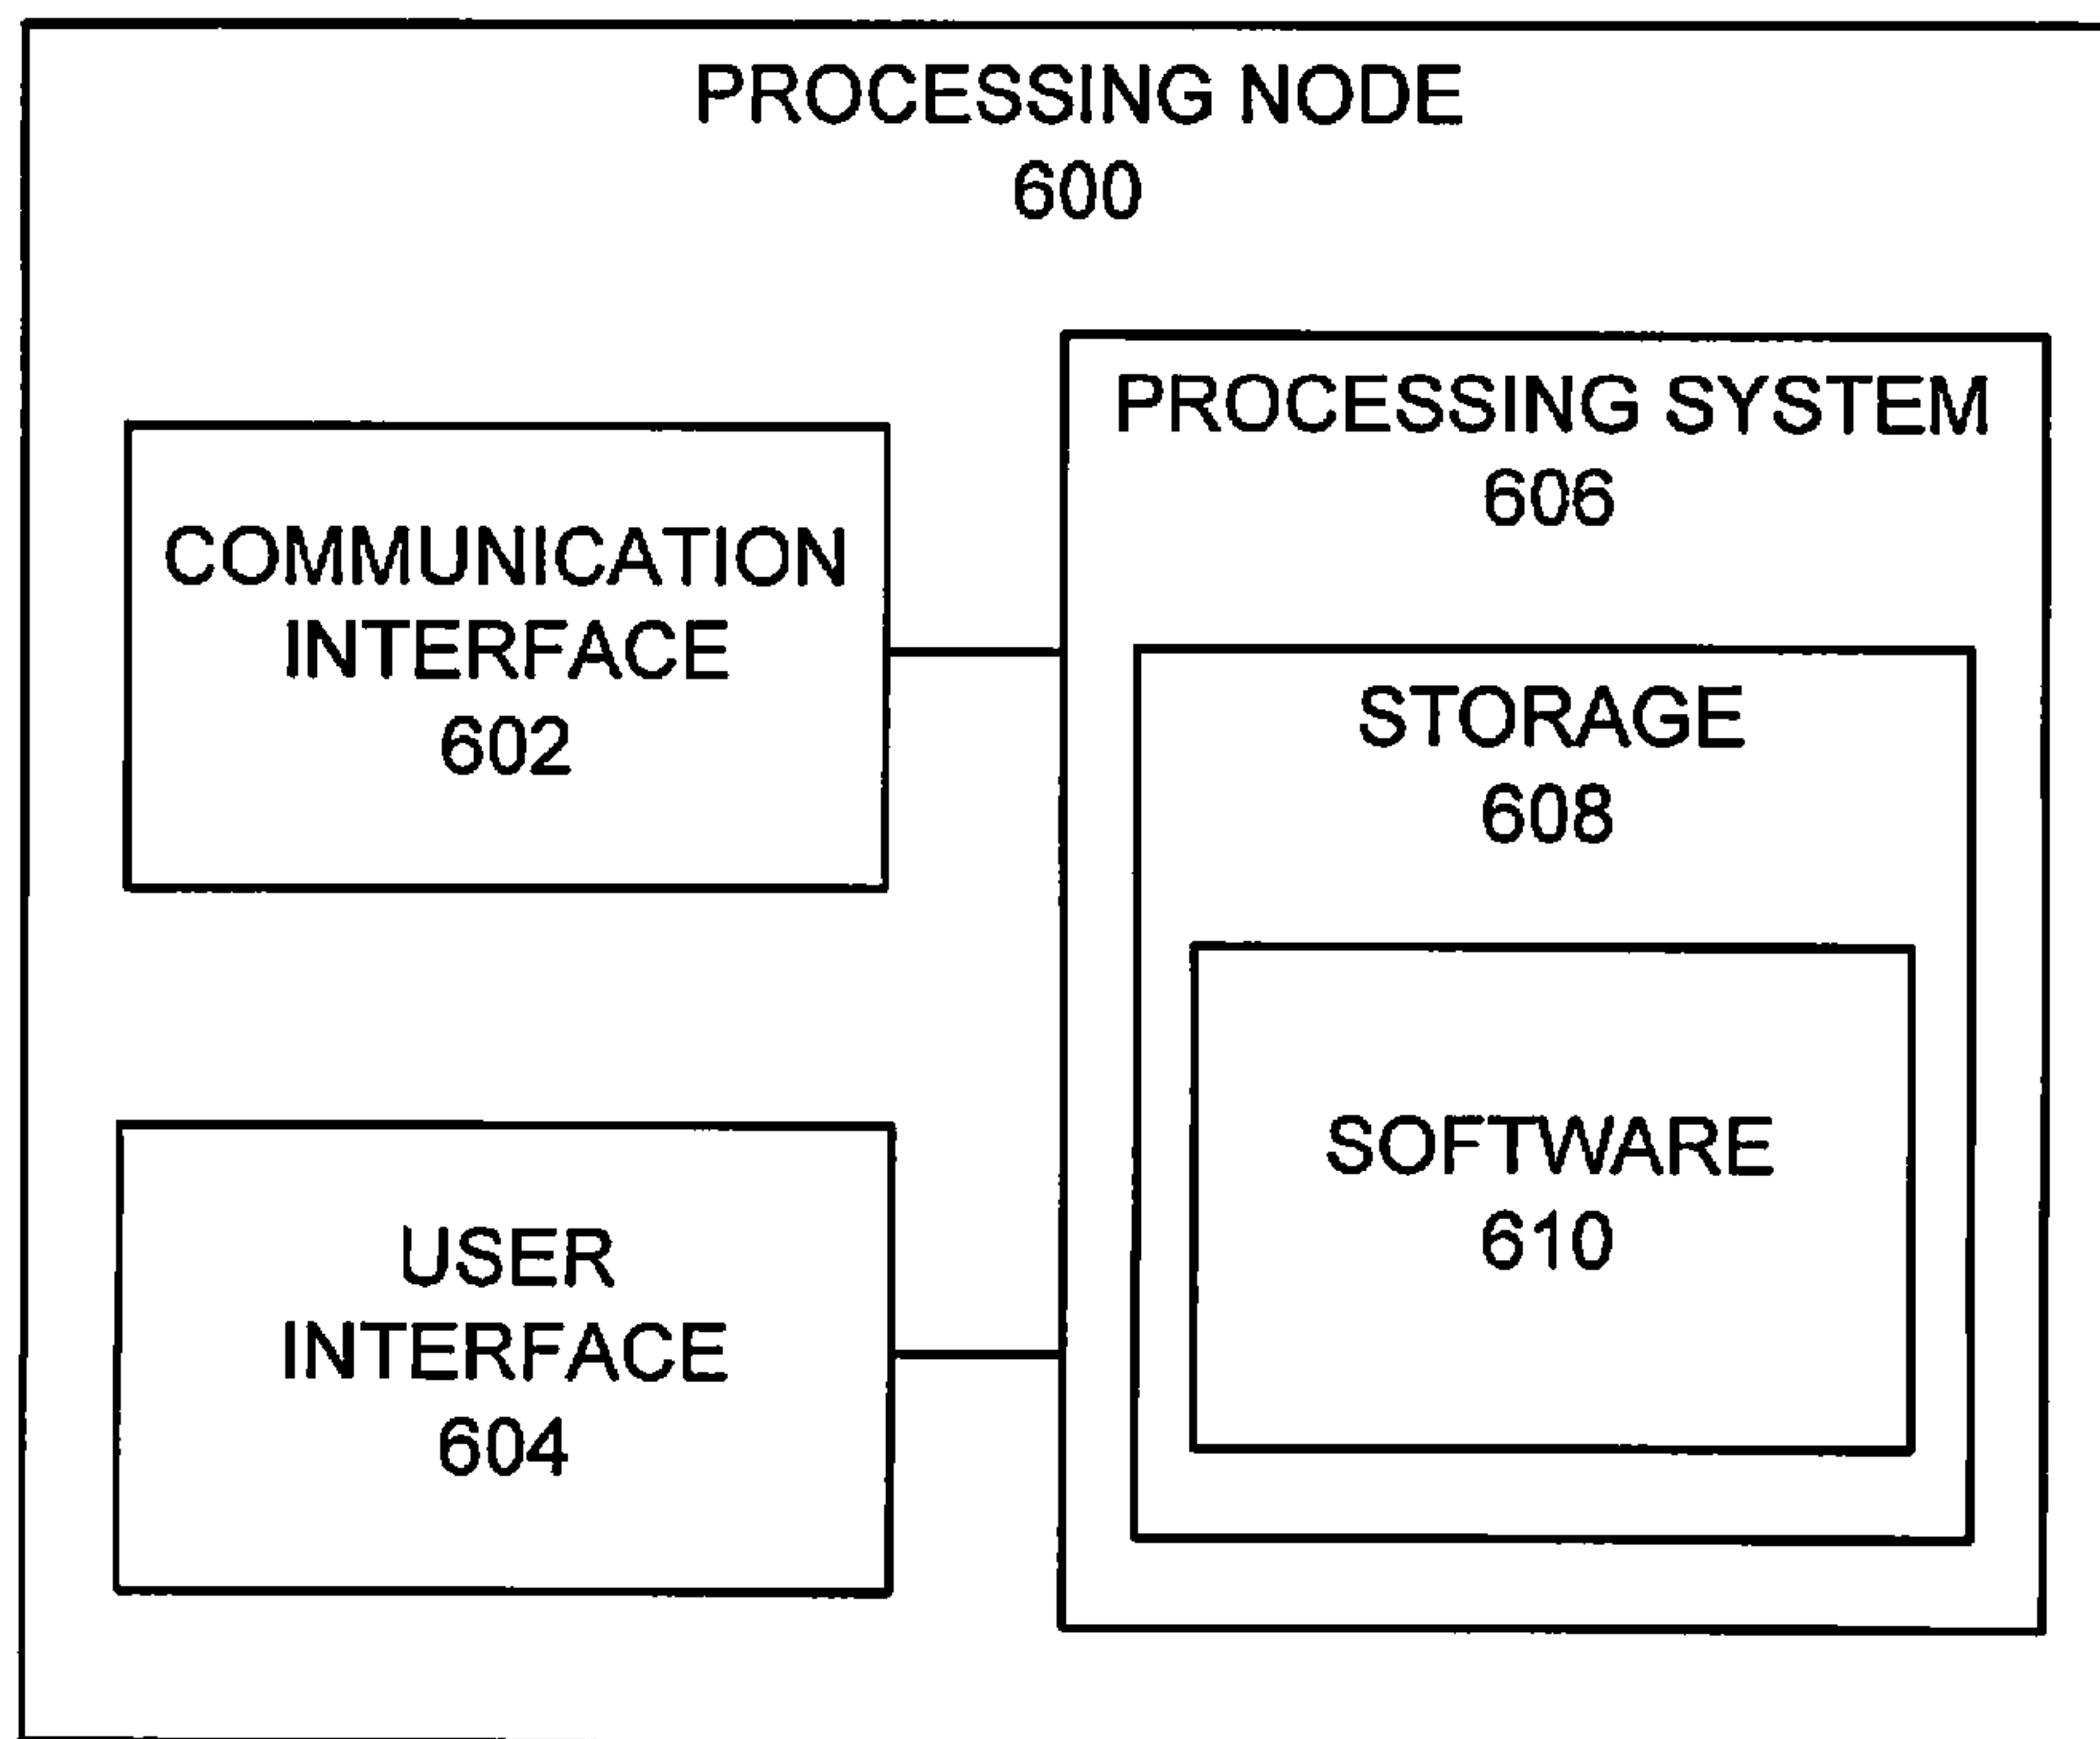 PROCESSING NODE
600
COMMUNICATION
INTERFACE
602
USER
INTERFACE
604
PROCESSING SYSTEM
606
STORAGE
608
SOFTWARE
610